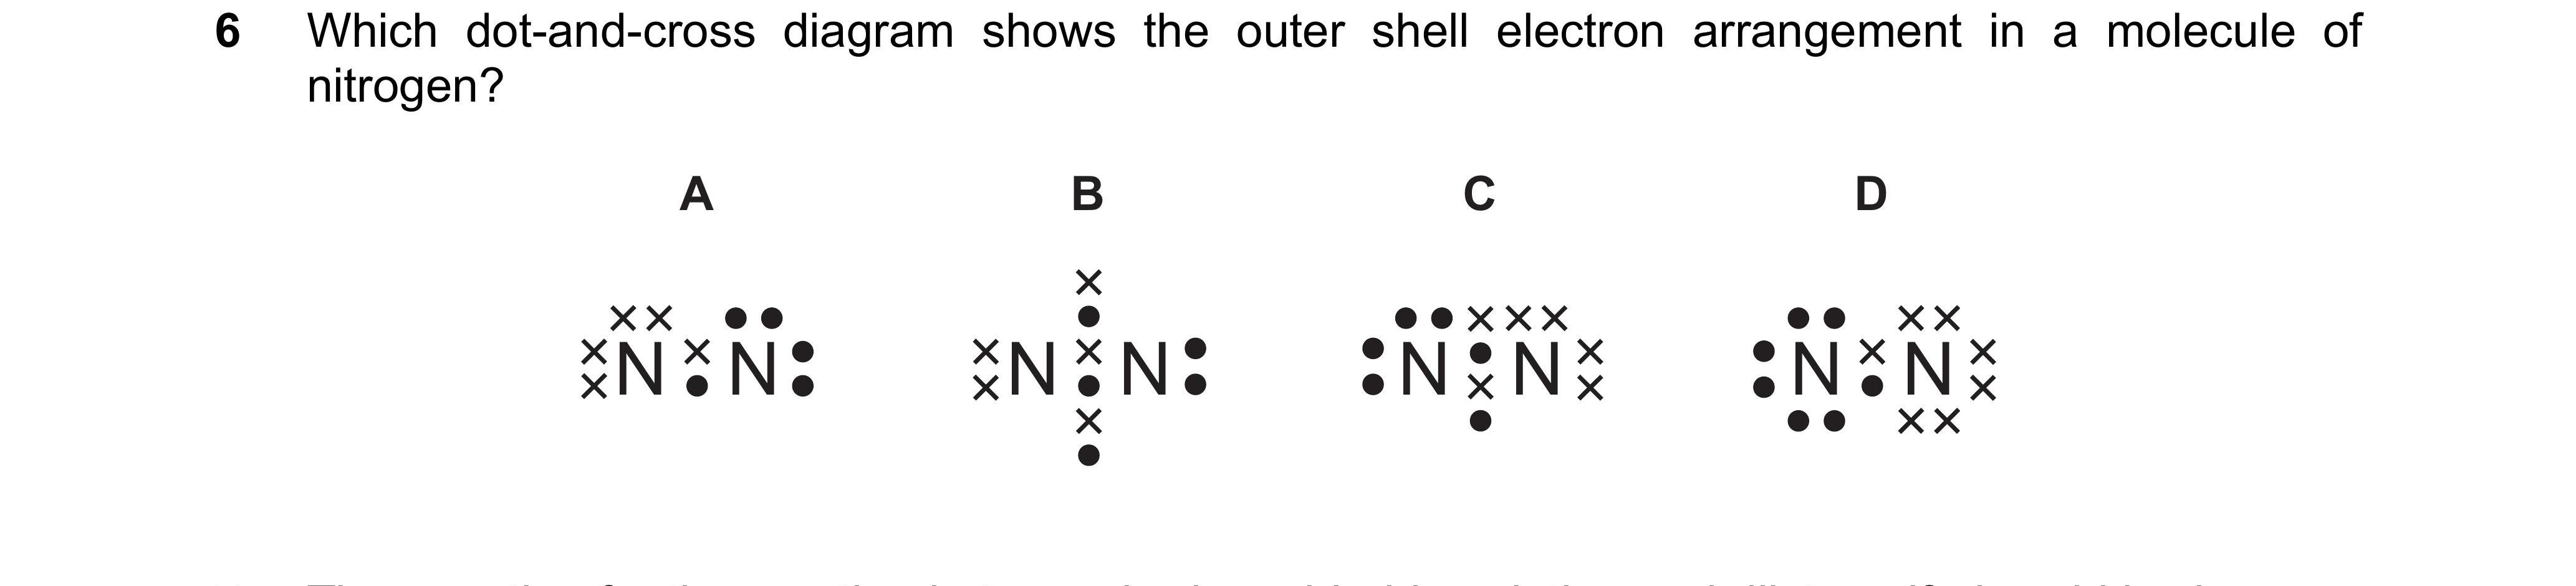 6 Which dot-and-cross diagram shows the outer shell electron arrangement in a molecule of
nitrogen?
A B C D
N N N N N N N N